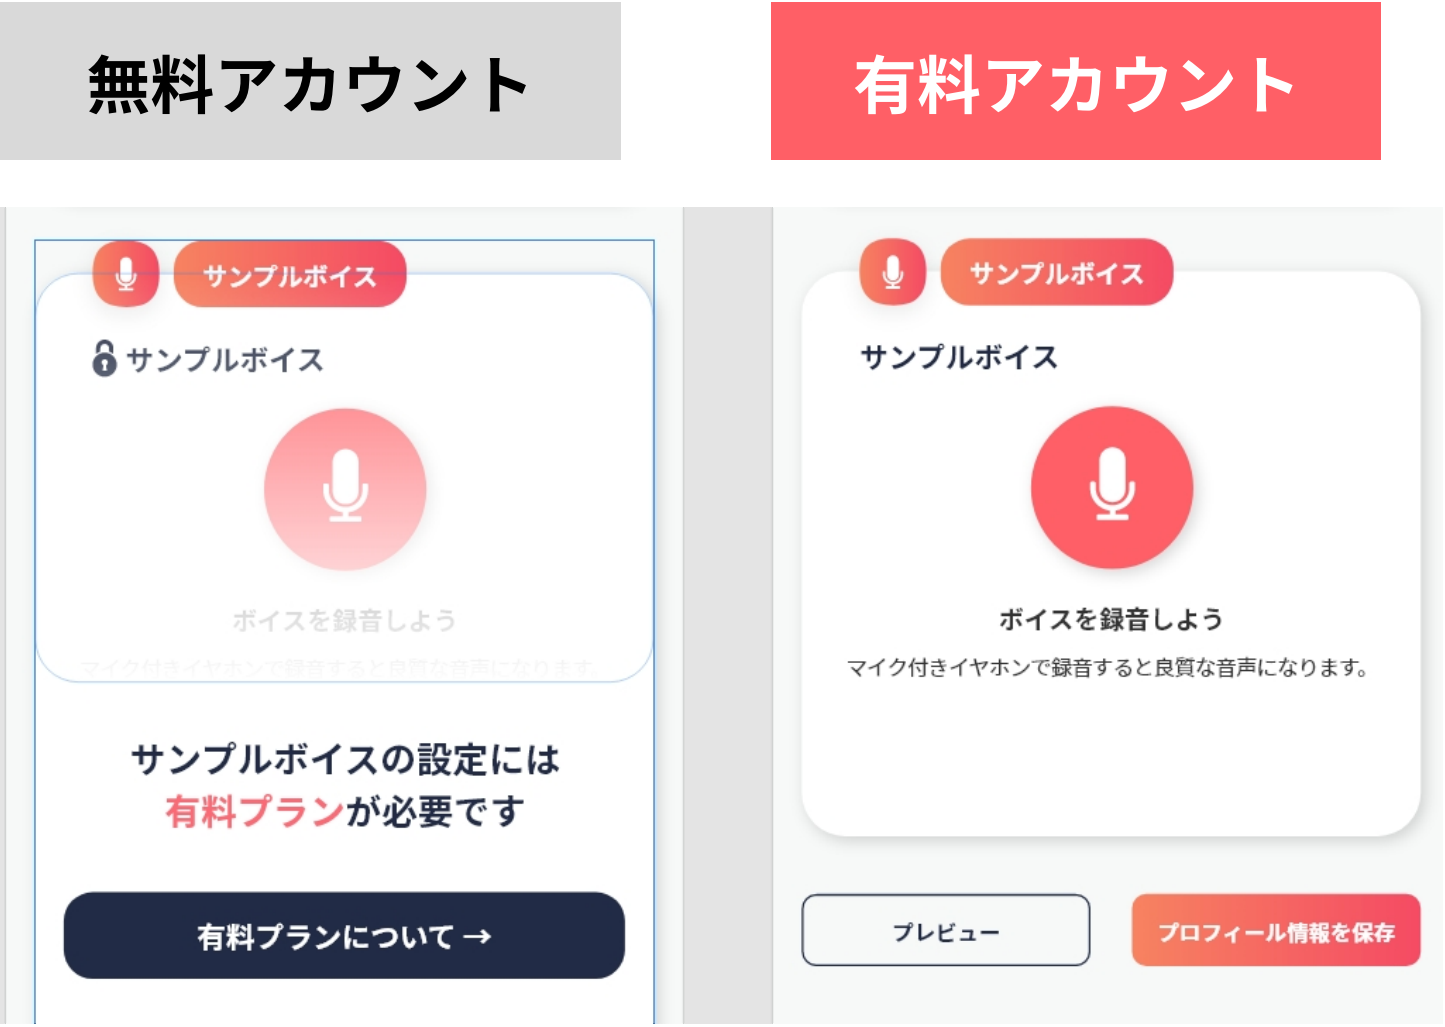 無料アカウント
有料アカウント
サンプルボイス
サンプルボイス
ボイスを録音しよう
マイク付きイヤホンで録音すると良質な音声になります。
サンプルボイスの設定には
有料プランが必要です
有料プランについて →
サンプルボイス
サンプルボイス
ボイスを録音しよう
マイク付きイヤホンで録音すると良質な音声になります。
プレビュー
プロフィール情報を保存